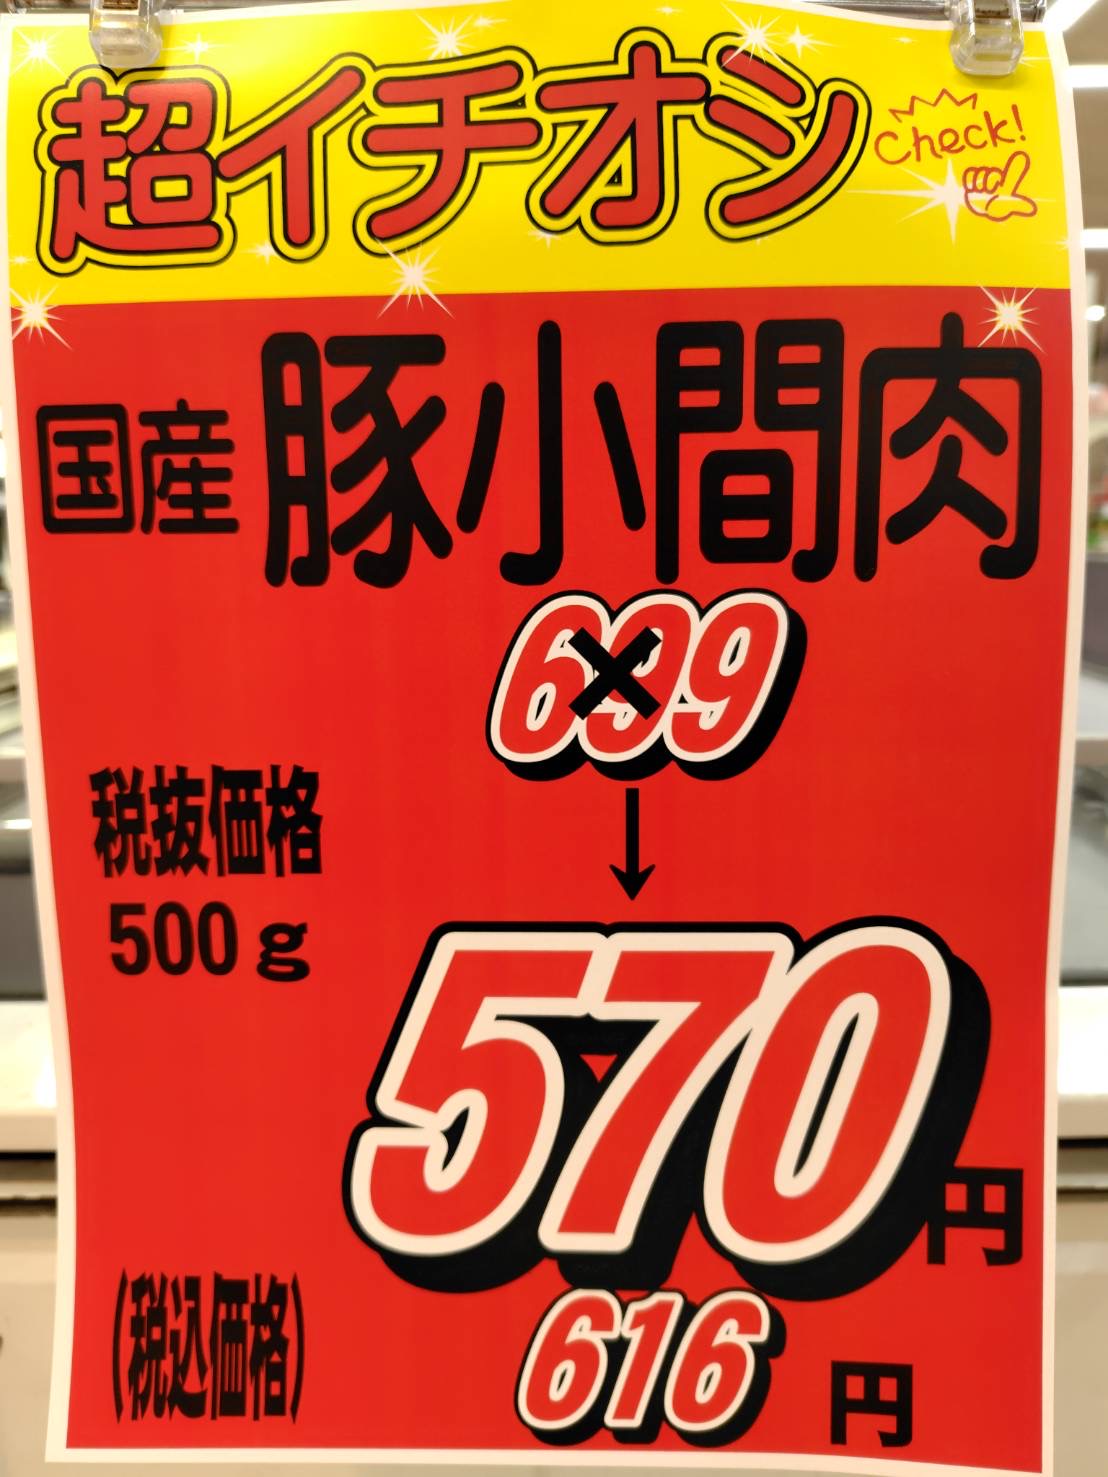 超イチオシ
Check!
国産 豚小間肉
699
↓
税抜価格
500g
570円
(税込価格)
616円